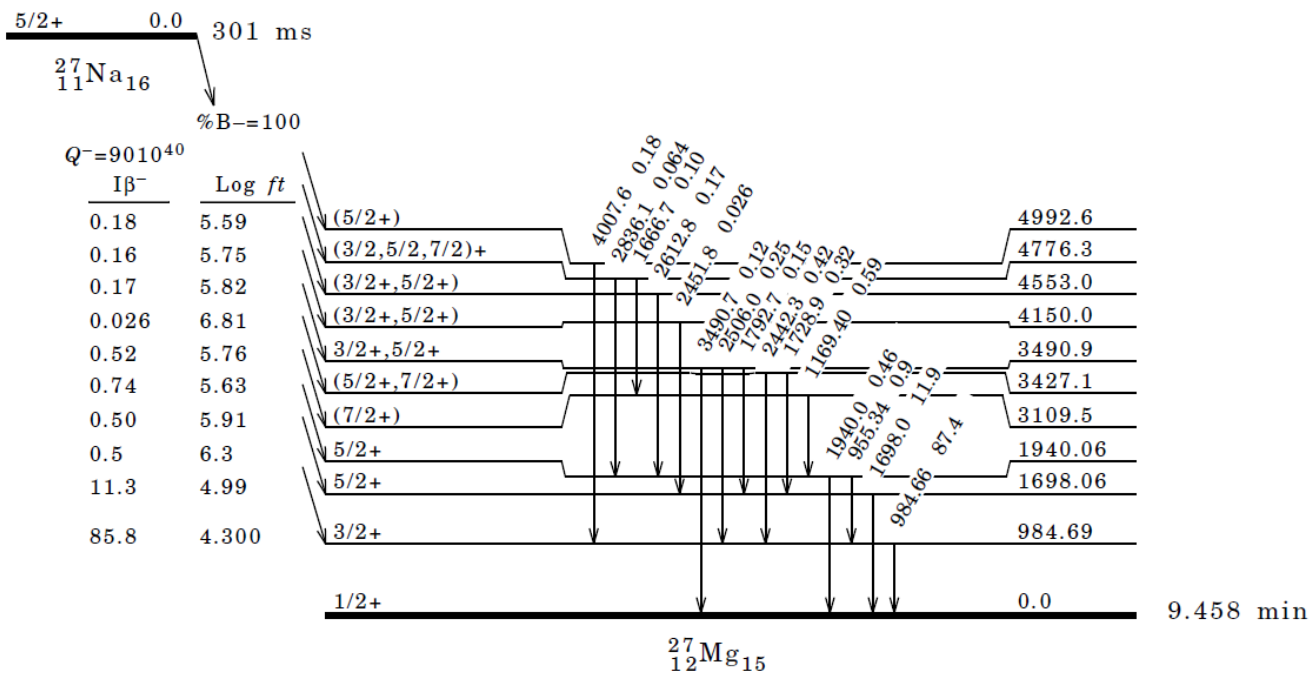 5/2+ 0.0 301 ms
27 11Na16
%B−=100
Q−=901040
Iβ− Log ft
0.18 5.59 (5/2+) 4992.6
0.16 5.75 (3/2,5/2,7/2)+ 4776.3
0.17 5.82 (3/2+,5/2+) 4553.0
0.026 6.81 (3/2+,5/2+) 4150.0
0.52 5.76 3/2+,5/2+ 3490.9
0.74 5.63 (5/2+,7/2+) 3427.1
0.50 5.91 (7/2+) 3109.5
0.5 6.3 5/2+ 1940.06
11.3 4.99 5/2+ 1698.06
85.8 4.300 3/2+ 984.69
1/2+ 0.0 9.458 min
4007.6 0.18
2836.1 0.064
1666.7 0.10
2612.8 0.17
2451.8 0.026
3490.7 0.12
2506.0 0.25
1792.7 0.15
2442.3 0.42
1728.9 0.32
1169.40 0.59
1940.0 0.46
955.34 0.9
1698.0 11.9
984.66 87.4
27 12Mg15